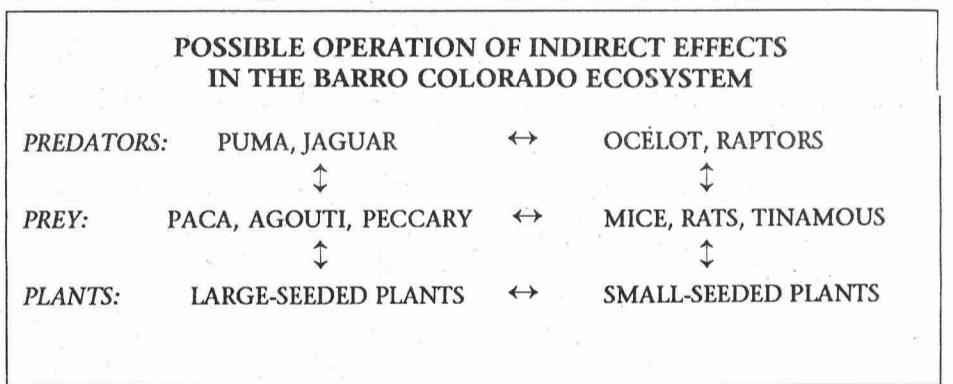 POSSIBLE OPERATION OF INDIRECT EFFECTS
IN THE BARRO COLORADO ECOSYSTEM
PREDATORS: PUMA, JAGUAR ↔ OCELOT, RAPTORS
↕ ↕
PREY: PACA, AGOUTI, PECCARY ↔ MICE, RATS, TINAMOUS
↕ ↕
PLANTS: LARGE-SEEDED PLANTS ↔ SMALL-SEEDED PLANTS